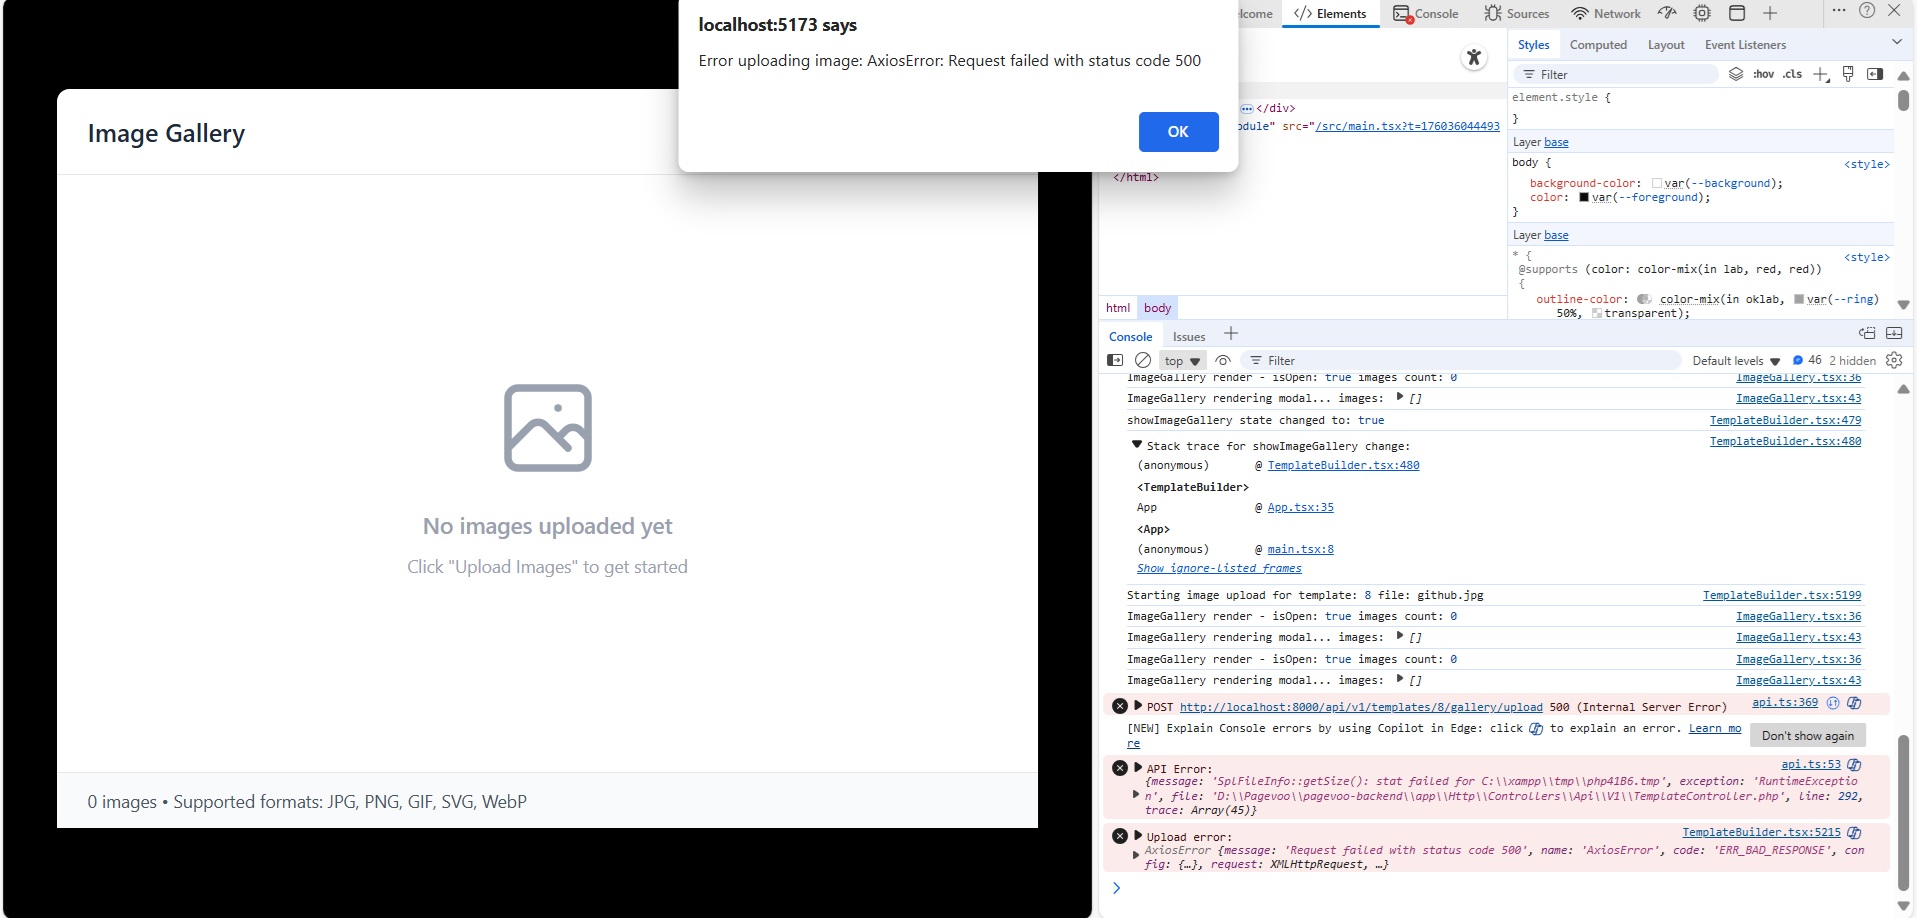 localhost:5173 says
Error uploading image: AxiosError: Request failed with status code 500
OK
Image Gallery
No images uploaded yet
Click "Upload Images" to get started
0 images • Supported formats: JPG, PNG, GIF, SVG, WebP
elcome Elements Console Sources Network
</div>
odule" src="/src/main.tsx?t=176036044493
</html>
html body
Styles Computed Layout Event Listeners
Filter :hov .cls
element.style {
}
Layer base
body { <style>
background-color: var(--background);
color: var(--foreground);
}
Layer base
* { <style>
@supports (color: color-mix(in lab, red, red))
{
outline-color: color-mix(in oklab, var(--ring)
50%, transparent);
Console Issues
top Filter Default levels 46 2 hidden
ImageGallery render - isOpen: true images count: 0 ImageGallery.tsx:36
ImageGallery rendering modal... images: [] ImageGallery.tsx:43
showImageGallery state changed to: true TemplateBuilder.tsx:479
Stack trace for showImageGallery change: TemplateBuilder.tsx:480
(anonymous) @ TemplateBuilder.tsx:480
<TemplateBuilder>
App @ App.tsx:35
<App>
(anonymous) @ main.tsx:8
Show ignore-listed frames
Starting image upload for template: 8 file: github.jpg TemplateBuilder.tsx:5199
ImageGallery render - isOpen: true images count: 0 ImageGallery.tsx:36
ImageGallery rendering modal... images: [] ImageGallery.tsx:43
ImageGallery render - isOpen: true images count: 0 ImageGallery.tsx:36
ImageGallery rendering modal... images: [] ImageGallery.tsx:43
POST http://localhost:8000/api/v1/templates/8/gallery/upload 500 (Internal Server Error) api.ts:369
[NEW] Explain Console errors by using Copilot in Edge: click to explain an error. Learn mo
re
Don't show again
API Error: api.ts:53
{message: 'SplFileInfo::getSize(): stat failed for C:\\xampp\\tmp\\php41B6.tmp', exception: 'RuntimeExceptio
n', file: 'D:\\Pagevoo\\pagevoo-backend\\app\\Http\\Controllers\\Api\\V1\\TemplateController.php', line: 292,
trace: Array(45)}
Upload error: TemplateBuilder.tsx:5215
AxiosError {message: 'Request failed with status code 500', name: 'AxiosError', code: 'ERR_BAD_RESPONSE', con
fig: {…}, request: XMLHttpRequest, …}